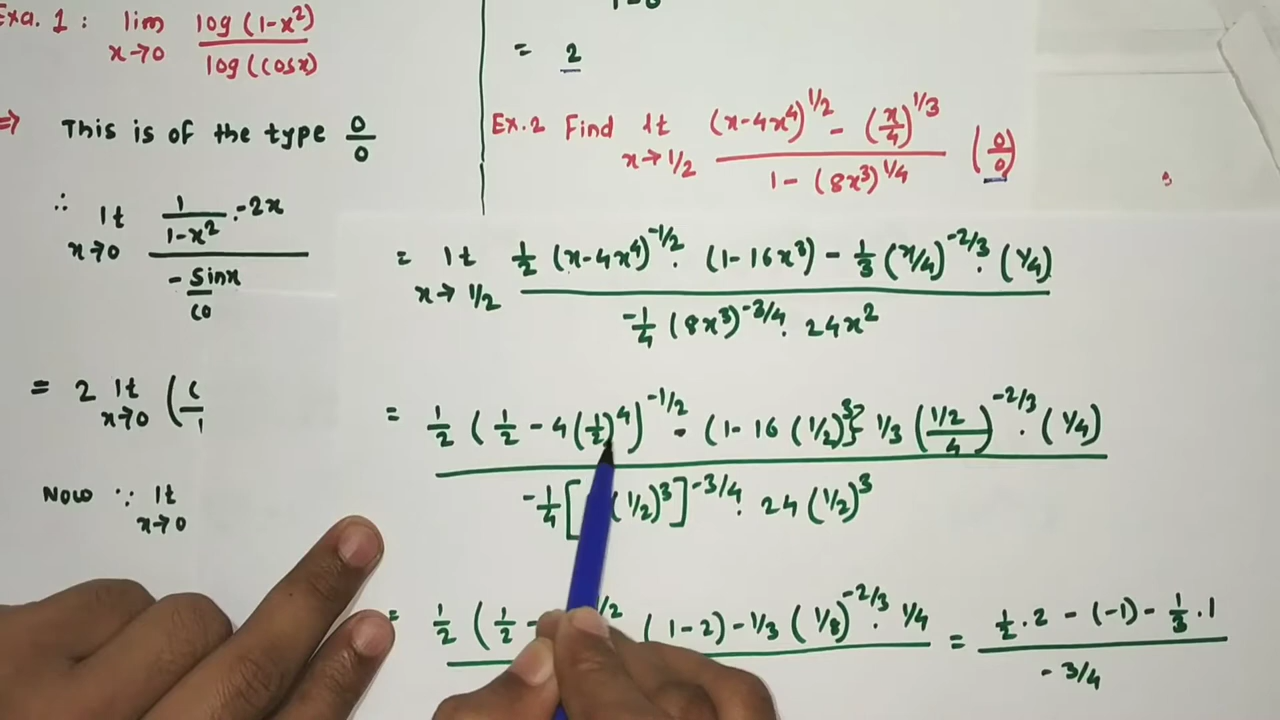 Exa. 1 : lim x→0 log (1-x²) / log (cosx)
⇒ This is of the type 0/0
∴ lt x→0 1/(1-x²) · -2x / - sinx/co
= 2 lt x→0
Now ∵ lt x→0
= 2
Ex. 2 Find lt x→1/2 (x-4x⁴)^1/2 - (x/4)^1/3 / 1 - (8x³)^1/4 (0/0)
= lt x→1/2 1/2 (x-4x⁴)^-1/2 · (1-16x³) - 1/3 (x/4)^-2/3 · (1/4) / -1/4 (8x³)^-3/4 · 24x²
= 1/2 (1/2 - 4(1/2)⁴)^-1/2 - (1-16 (1/2)³} 1/3 ((1/2)/4)^-2/3 · (1/4) / -1/4 [ (1/2)³]^-3/4 · 24 (1/2)³
= 1/2 (1/2 - 1/2 (1-2) - 1/3 (1/8)^-2/3 · 1/4 = 1/2 · 2 - (-1) - 1/3 · 1 / - 3/4